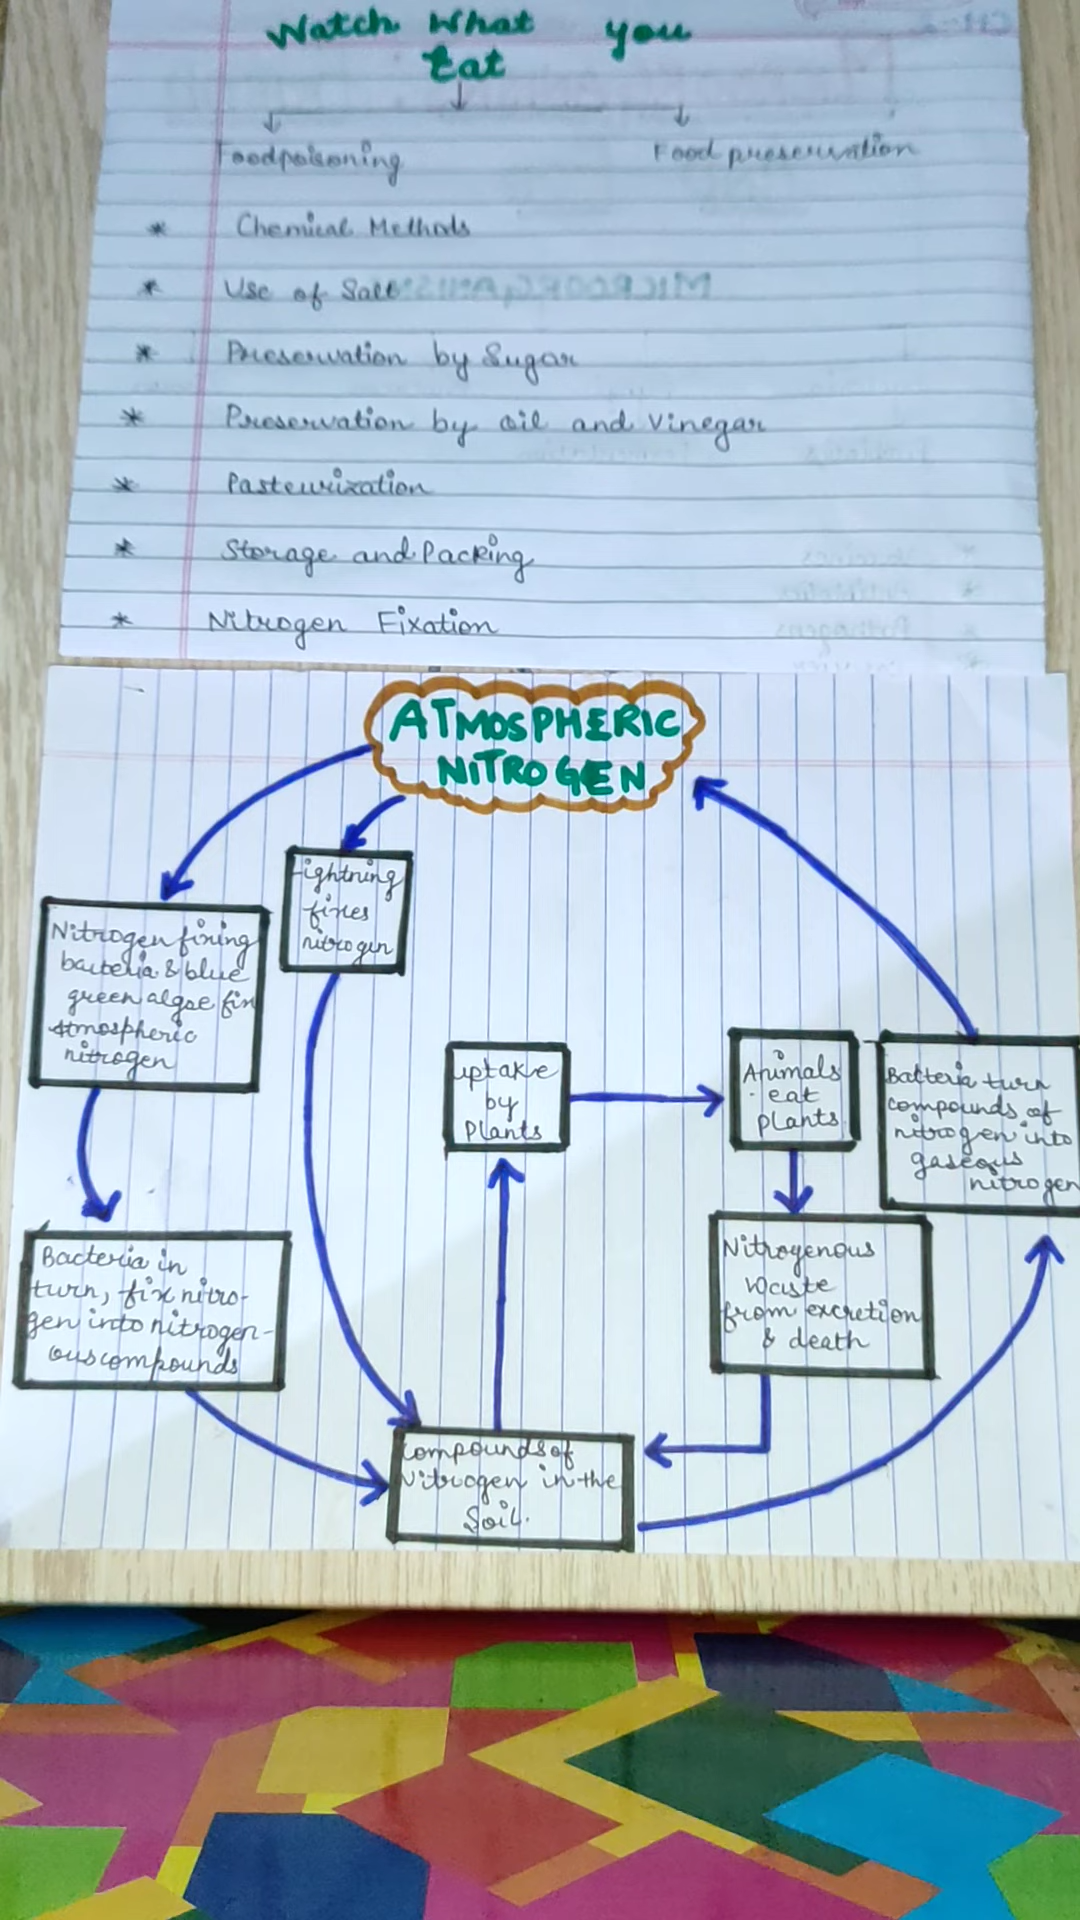 Watch What you
Eat
Foodpoisoning
Food preservation
* Chemical Methods
* Use of Salt
* Preservation by Sugar
* Preservation by oil and Vinegar
* Pasteurization
* Storage and Packing
* Nitrogen Fixation
ATMOSPHERIC
NITROGEN
Lightning
fixes
nitrogen
Nitrogen fixing
bacteria & blue
green algae fix
Atmospheric
nitrogen
uptake
by
Plants
Animals
eat
plants
Bacteria turn
compounds of
nitrogen into
gaseous
nitrogen
Bacteria in
turn, fix nitro-
gen into nitrogen-
ous compounds
Nitrogenous
waste
from excretion
& death
Compounds of
Nitrogen in the
Soil.